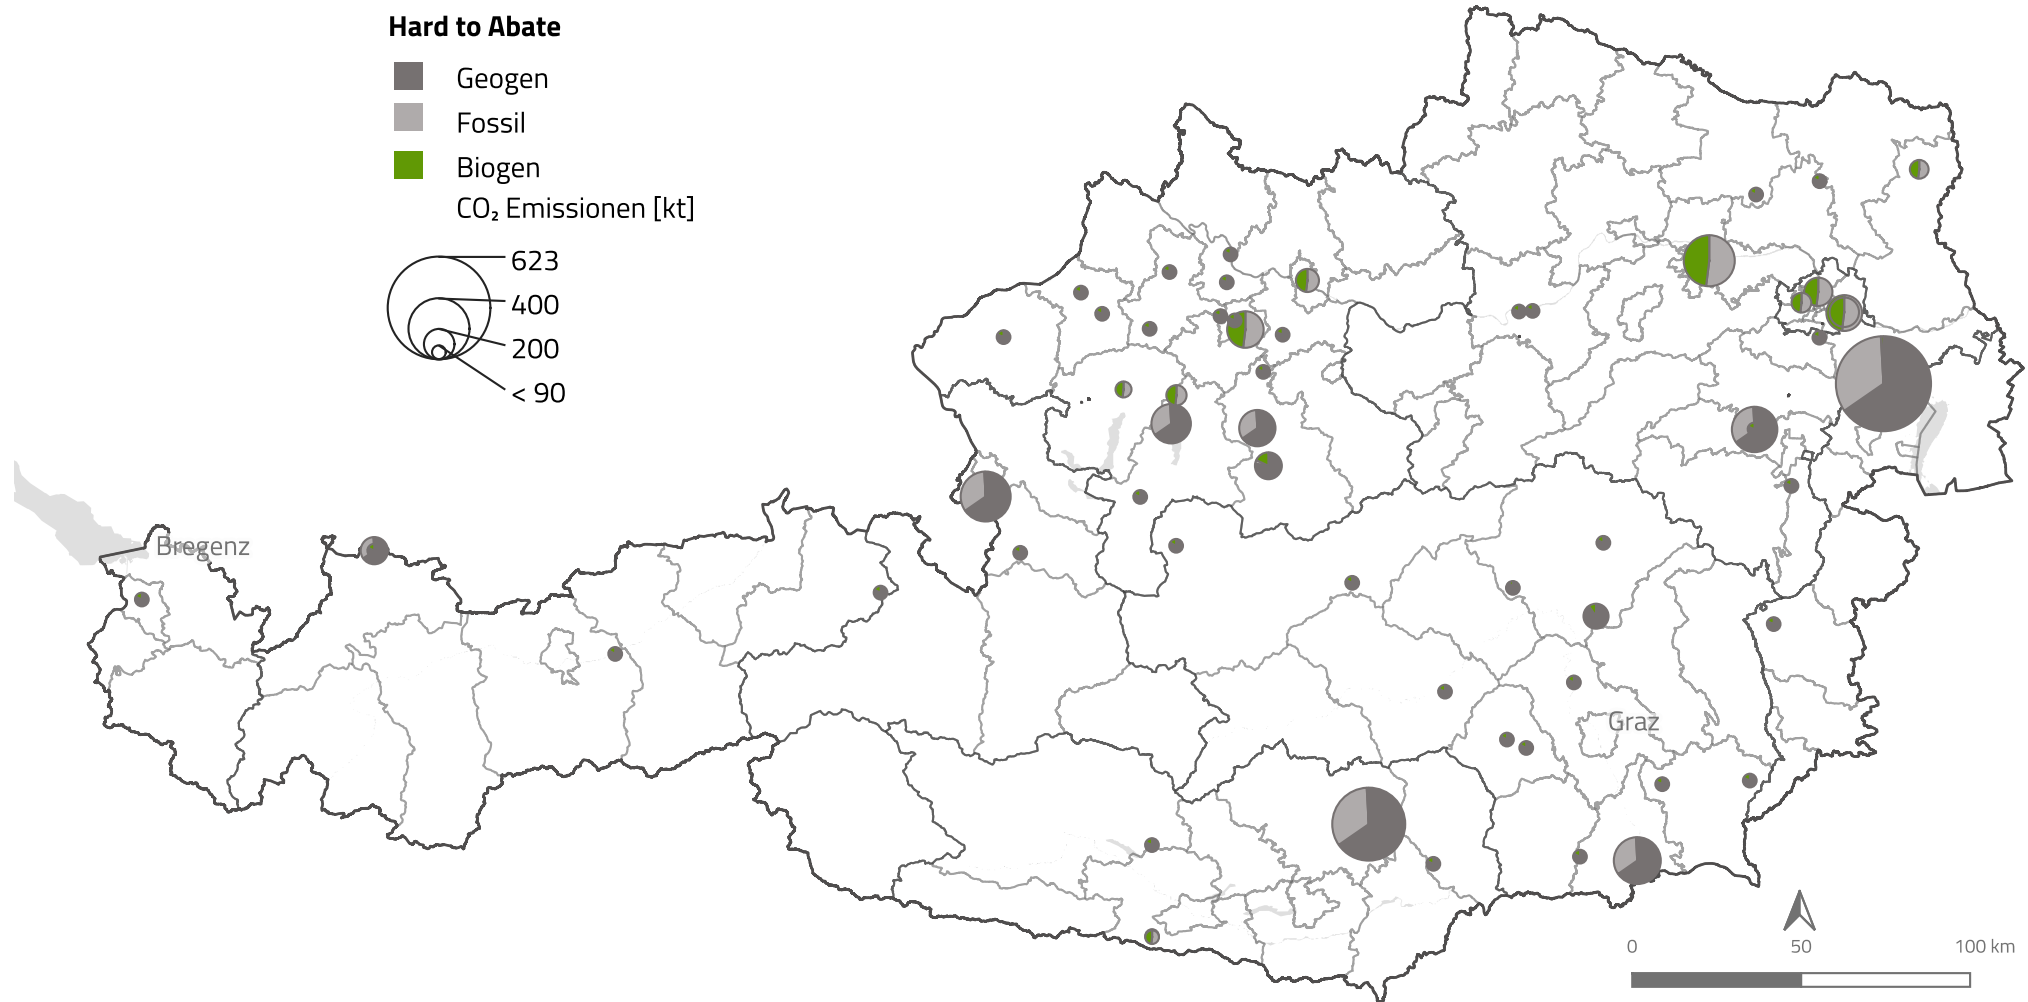 Hard to Abate
Geogen
Fossil
Biogen
CO₂ Emissionen [kt]
623
400
200
< 90
Bregenz
Graz
0 50 100 km